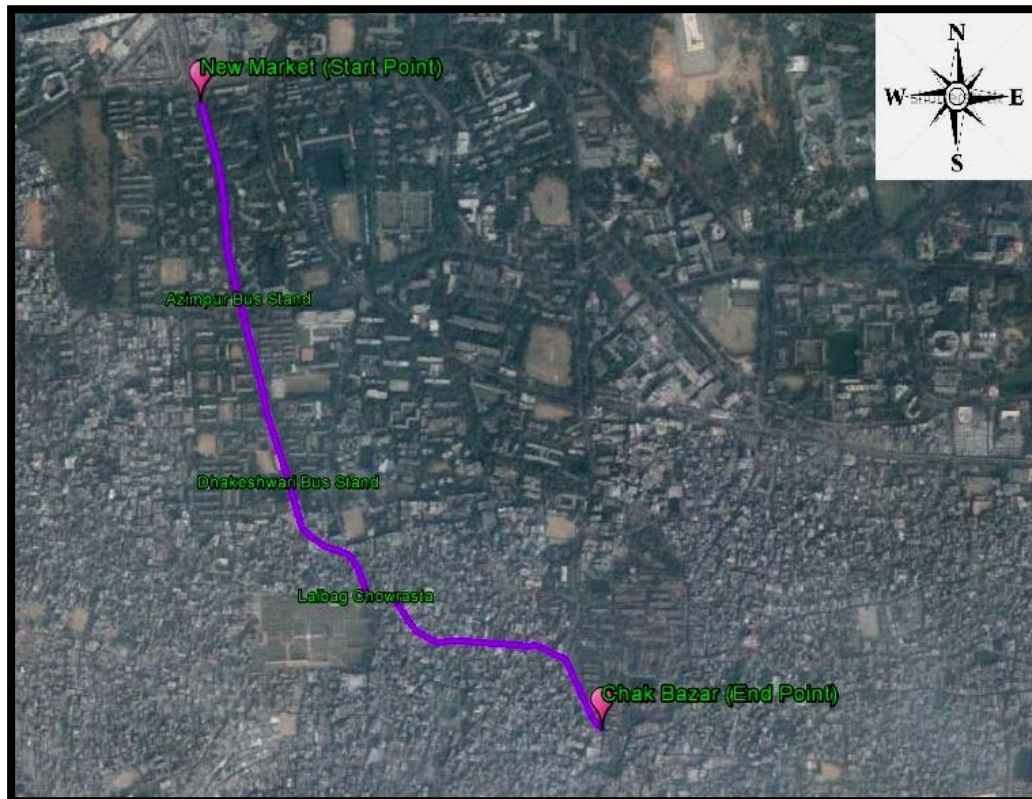 New Market (Start Point)
N
W
E
S
Azimpur Bus Stand
Dhakeshwari Bus Stand
Lalbag Chowrasta
Chak Bazar (End Point)